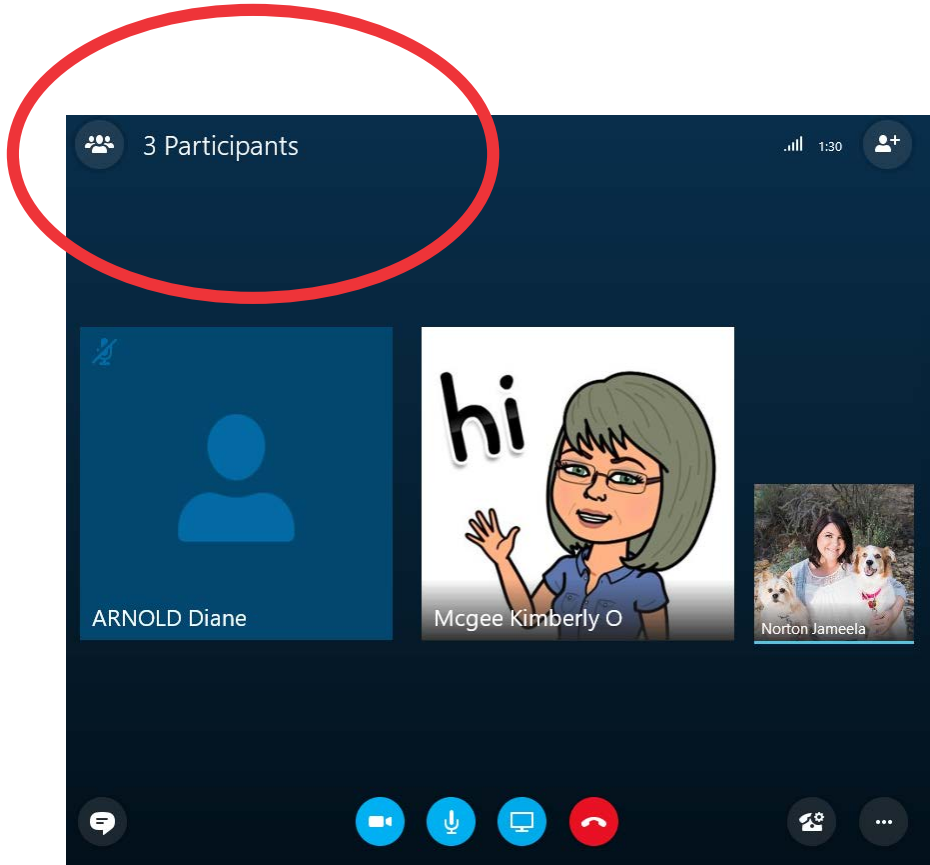 3 Participants
1:30
hi
ARNOLD Diane
Mcgee Kimberly O
Norton Jameela